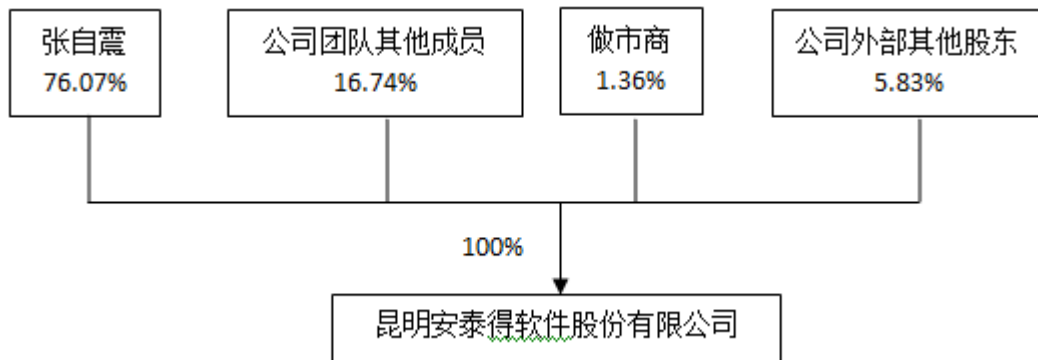 张自震
76.07%
公司团队其他成员
16.74%
做市商
1.36%
公司外部其他股东
5.83%
100%
昆明安泰得软件股份有限公司